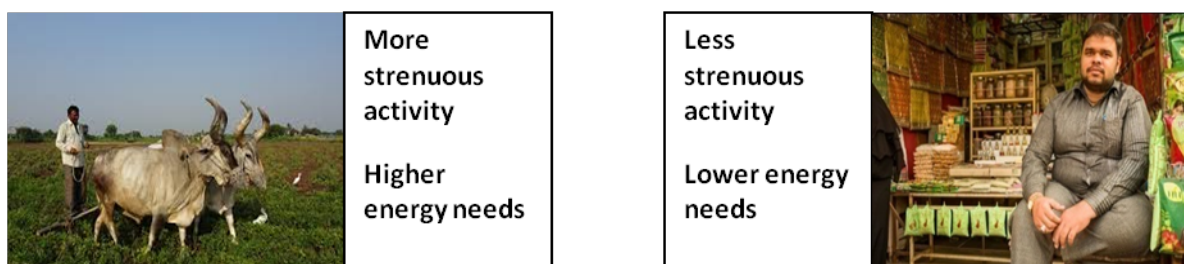 More
strenuous
activity
Higher
energy needs
Less
strenuous
activity
Lower energy
needs